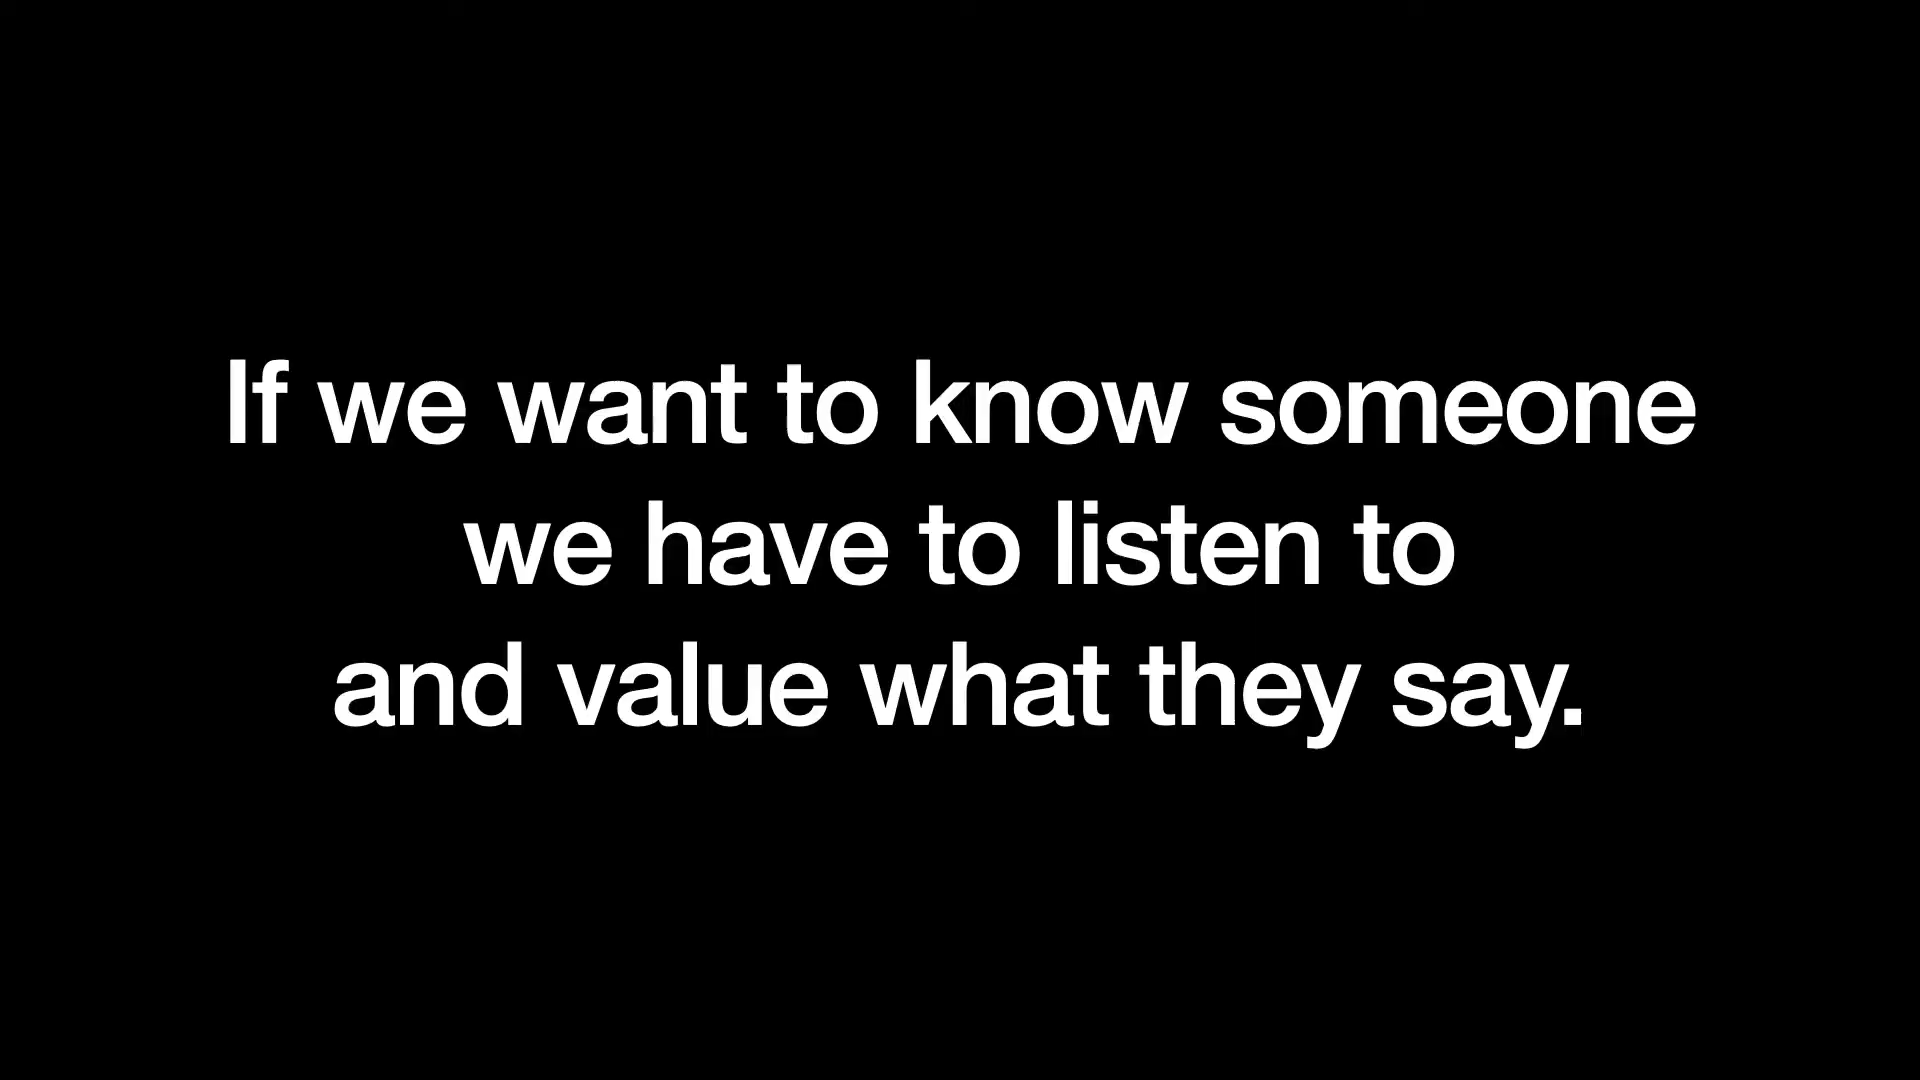 If we want to know someone
we have to listen to
and value what they say.